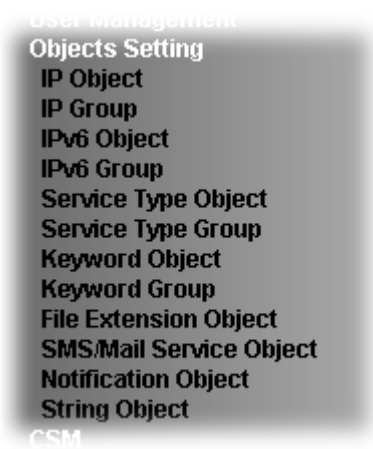 User Management
Objects Setting
IP Object
IP Group
IPv6 Object
IPv6 Group
Service Type Object
Service Type Group
Keyword Object
Keyword Group
File Extension Object
SMS/Mail Service Object
Notification Object
String Object
CSM